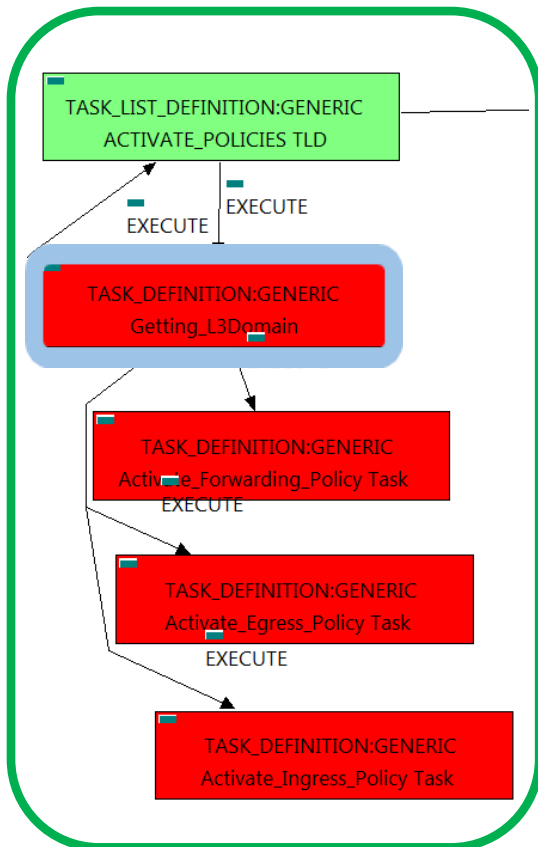 TASK_LIST_DEFINITION:GENERIC
ACTIVATE_POLICIES TLD
EXECUTE
EXECUTE
TASK_DEFINITION:GENERIC
Getting_L3Domain
TASK_DEFINITION:GENERIC
Activate_Forwarding_Policy Task
EXECUTE
TASK_DEFINITION:GENERIC
Activate_Egress_Policy Task
EXECUTE
TASK_DEFINITION:GENERIC
Activate_Ingress_Policy Task